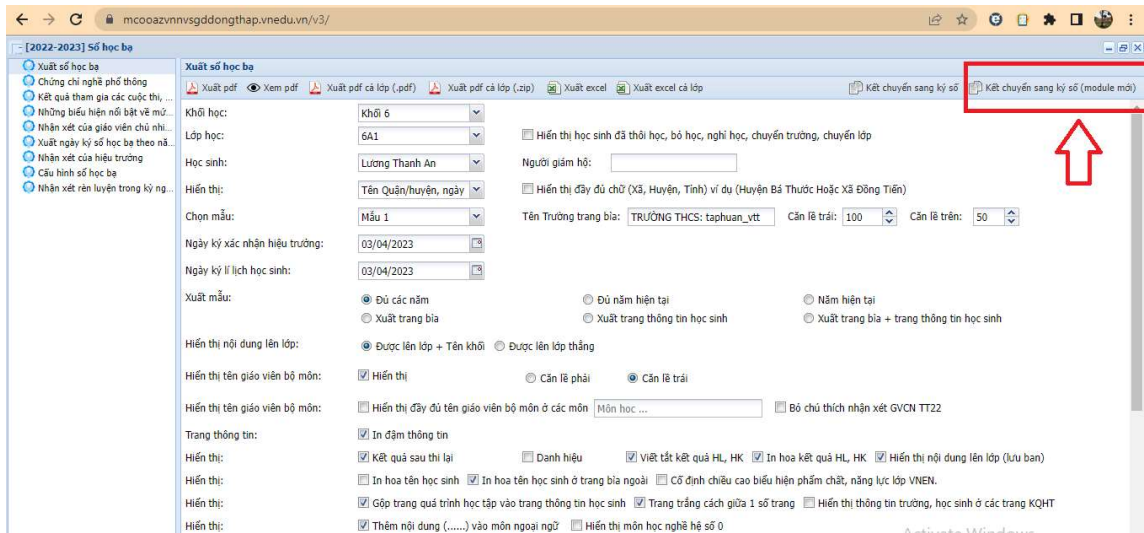 mcooazvnnvsgddongthap.vnedu.vn/v3/
[2022-2023] Sổ học bạ
Xuất sổ học bạ
Chứng chỉ nghề phổ thông
Kết quả tham gia các cuộc thi, ...
Những biểu hiện nổi bật về mứ...
Nhận xét của giáo viên chủ nhi...
Xuất ngày ký sổ học bạ theo nă...
Nhận xét của hiệu trưởng
Cấu hình sổ học bạ
Nhận xét rèn luyện trong kỳ ng...
Xuất sổ học bạ
Xuất pdf Xem pdf Xuất pdf cả lớp (.pdf) Xuất pdf cả lớp (.zip) Xuất excel Xuất excel cả lớp Kết chuyển sang ký số Kết chuyển sang ký số (module mới)
Khối học: Khối 6
Lớp học: 6A1 Hiển thị học sinh đã thôi học, bỏ học, nghỉ học, chuyển trường, chuyển lớp
Học sinh: Lương Thanh An Người giám hộ:
Hiển thị: Tên Quận/huyện, ngày Hiển thị đầy đủ chữ (Xã, Huyện, Tỉnh) ví dụ (Huyện Bá Thước Hoặc Xã Đồng Tiến)
Chọn mẫu: Mẫu 1 Tên Trường trang bìa: TRƯỜNG THCS: taphuan_vtt Căn lề trái: 100 Căn lề trên: 50
Ngày ký xác nhận hiệu trưởng: 03/04/2023
Ngày ký lí lịch học sinh: 03/04/2023
Xuất mẫu: Đủ các năm Đủ năm hiện tại Năm hiện tại
Xuất trang bìa Xuất trang thông tin học sinh Xuất trang bìa + trang thông tin học sinh
Hiển thị nội dung lên lớp: Được lên lớp + Tên khối Được lên lớp thẳng
Hiển thị tên giáo viên bộ môn: Hiển thị Căn lề phải Căn lề trái
Hiển thị tên giáo viên bộ môn: Hiển thị đầy đủ tên giáo viên bộ môn ở các môn Môn học ... Bỏ chú thích nhận xét GVCN TT22
Trang thông tin: In đậm thông tin
Hiển thị: Kết quả sau thi lại Danh hiệu Viết tắt kết quả HL, HK In hoa kết quả HL, HK Hiển thị nội dung lên lớp (lưu ban)
Hiển thị: In hoa tên học sinh In hoa tên học sinh ở trang bìa ngoài Cố định chiều cao biểu hiện phẩm chất, năng lực lớp VNEN.
Hiển thị: Gộp trang quá trình học tập vào trang thông tin học sinh Trang trắng cách giữa 1 số trang Hiển thị thông tin trường, học sinh ở các trang KQHT
Hiển thị: Thêm nội dung (......) vào môn ngoại ngữ Hiển thị môn học nghề hệ số 0
Activate Windows